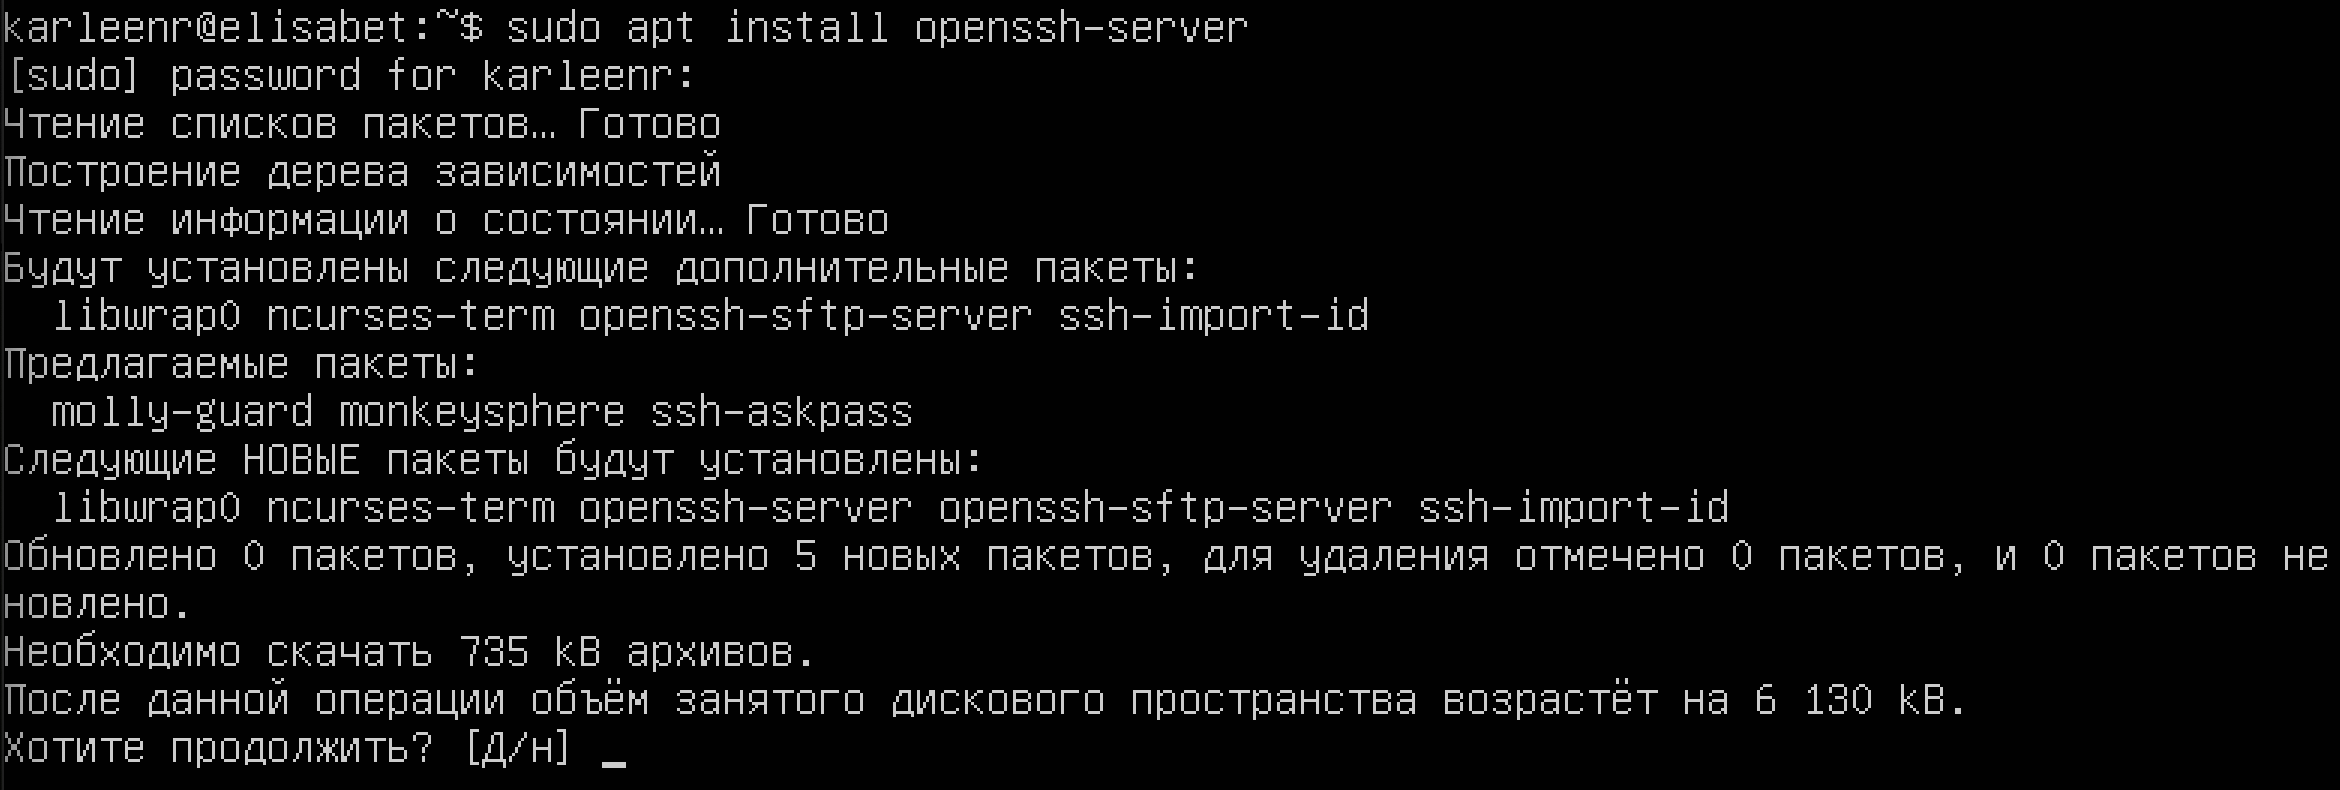 karleenr@elisabet:~$ sudo apt install openssh-server
[sudo] password for karleenr:
Чтение списков пакетов… Готово
Построение дерева зависимостей
Чтение информации о состоянии… Готово
Будут установлены следующие дополнительные пакеты:
  libwrap0 ncurses-term openssh-sftp-server ssh-import-id
Предлагаемые пакеты:
  molly-guard monkeysphere ssh-askpass
Следующие НОВЫЕ пакеты будут установлены:
  libwrap0 ncurses-term openssh-server openssh-sftp-server ssh-import-id
Обновлено 0 пакетов, установлено 5 новых пакетов, для удаления отмечено 0 пакетов, и 0 пакетов не
новлено.
Необходимо скачать 735 kB архивов.
После данной операции объём занятого дискового пространства возрастёт на 6 130 kB.
Хотите продолжить? [Д/н] _